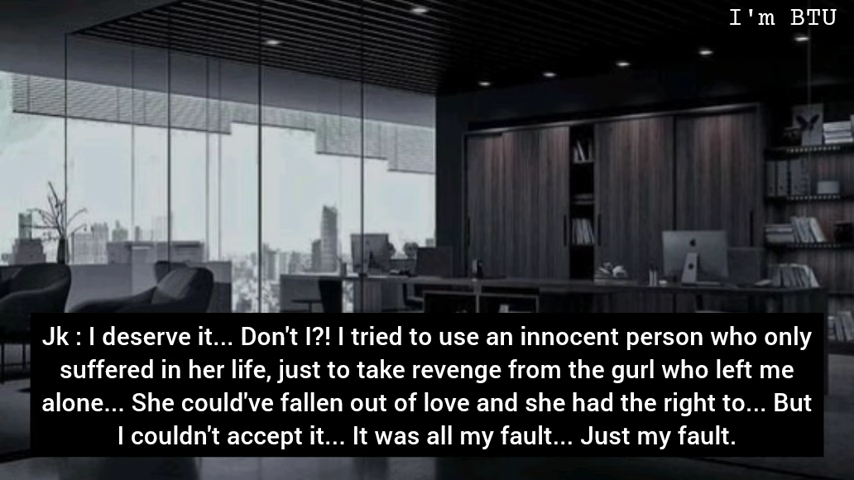 I'm BTU
Jk : I deserve it... Don't I?! I tried to use an innocent person who only
suffered in her life, just to take revenge from the gurl who left me
alone... She could've fallen out of love and she had the right to... But
I couldn't accept it... It was all my fault... Just my fault.